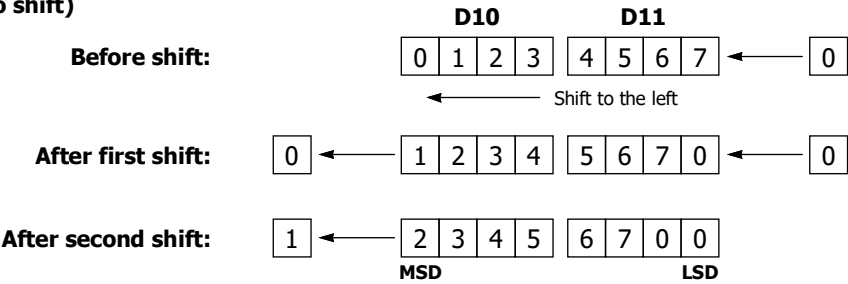 o shift)
D10 D11
Before shift: 0 1 2 3 4 5 6 7 0
Shift to the left
After first shift: 0 1 2 3 4 5 6 7 0 0
After second shift: 1 2 3 4 5 6 7 0 0
MSD LSD